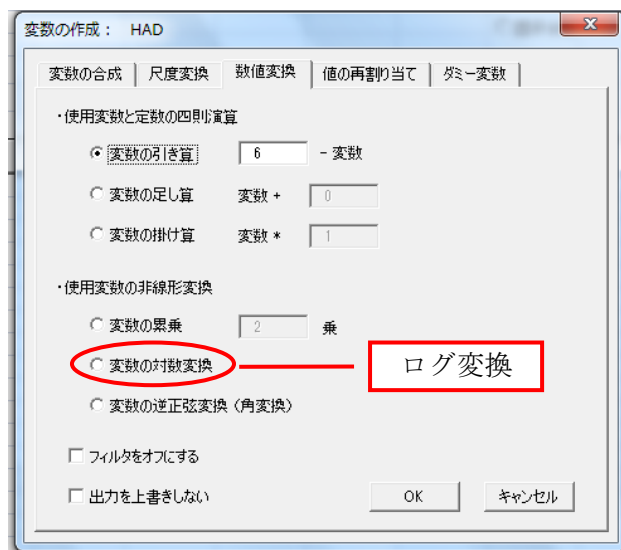 変数の作成： HAD
変数の合成 尺度変換 数値変換 値の再割り当て ダミー変数
・使用変数と定数の四則演算
変数の引き算 6 - 変数
変数の足し算 変数 + 0
変数の掛け算 変数 * 1
・使用変数の非線形変換
変数の累乗 2 乗
変数の対数変換 ログ変換
変数の逆正弦変換（角変換）
フィルタをオフにする
出力を上書きしない OK キャンセル